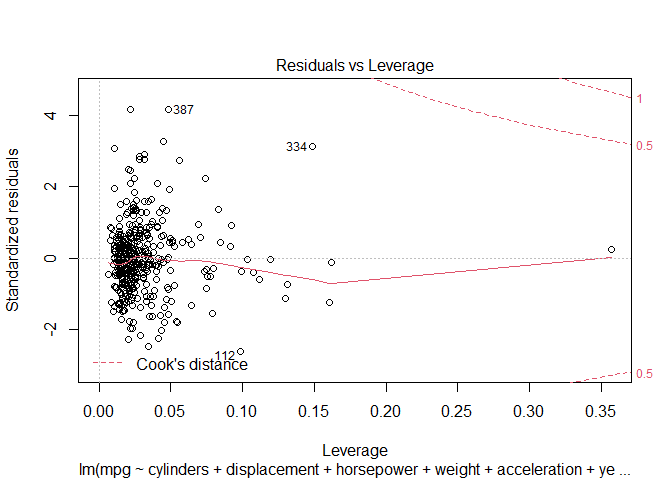 Residuals vs Leverage
Standardized residuals
4
2
0
-2
387
334
112
1
0.5
0.5
Cook's distance
0.00 0.05 0.10 0.15 0.20 0.25 0.30 0.35
Leverage
lm(mpg ~ cylinders + displacement + horsepower + weight + acceleration + ye ...